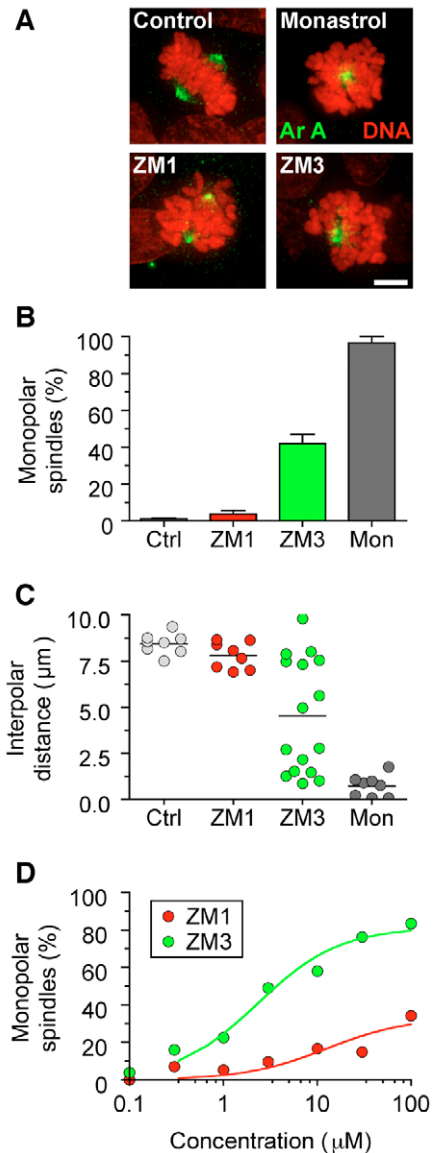 A
Control
Monastrol
Ar A
DNA
ZM1
ZM3
B
Monopolar
spindles (%)
100
80
60
40
20
0
Ctrl
ZM1
ZM3
Mon
C
Interpolar
distance (µm)
10.0
7.5
5.0
2.5
0.0
Ctrl
ZM1
ZM3
Mon
D
Monopolar
spindles (%)
100
80
60
40
20
0
ZM1
ZM3
0.1
1
10
100
Concentration (µM)